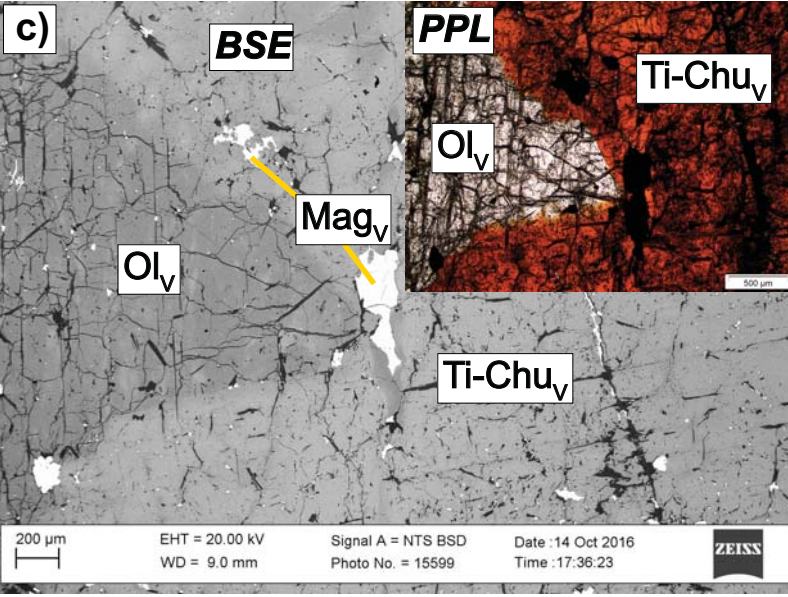 c)
BSE
PPL
Ti-Chuv
Olv
Magv
Olv
Ti-Chuv
500 µm
200 µm
EHT = 20.00 kV
WD = 9.0 mm
Signal A = NTS BSD
Photo No. = 15599
Date :14 Oct 2016
Time :17:36:23
ZEISS